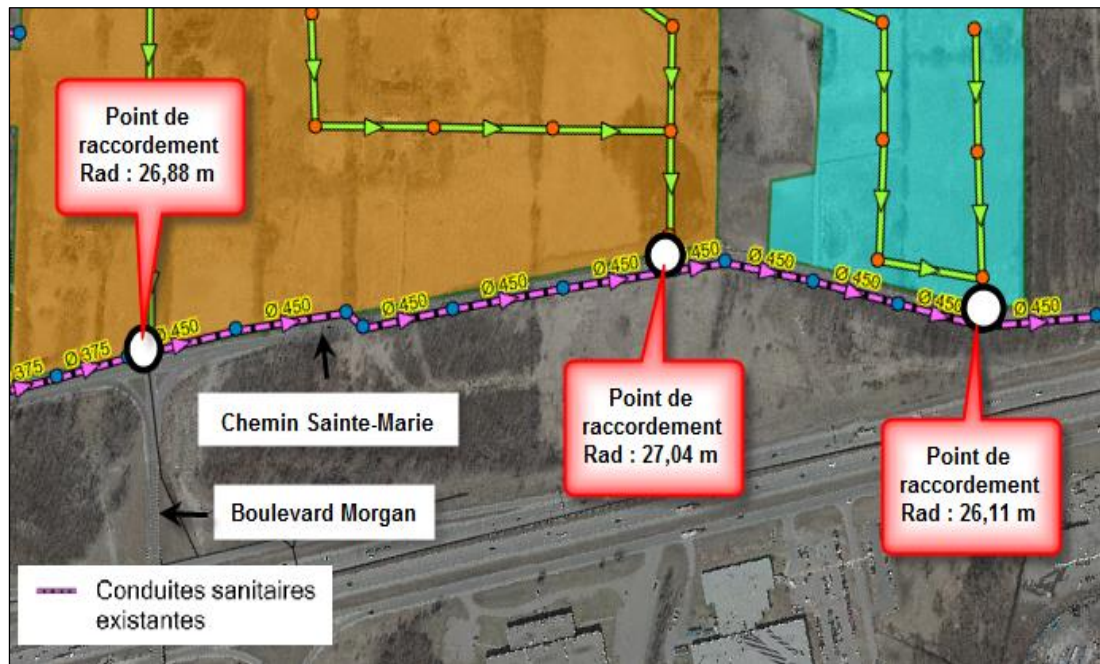 Point de
raccordement
Rad : 26,88 m
Point de
raccordement
Rad : 27,04 m
Point de
raccordement
Rad : 26,11 m
375
Ø 375
Ø 450
Ø 450
Ø 450
Ø 450
Ø 450
450
Ø 450
Ø 450
Ø 450
Ø 450
Chemin Sainte-Marie
Boulevard Morgan
Conduites sanitaires
existantes